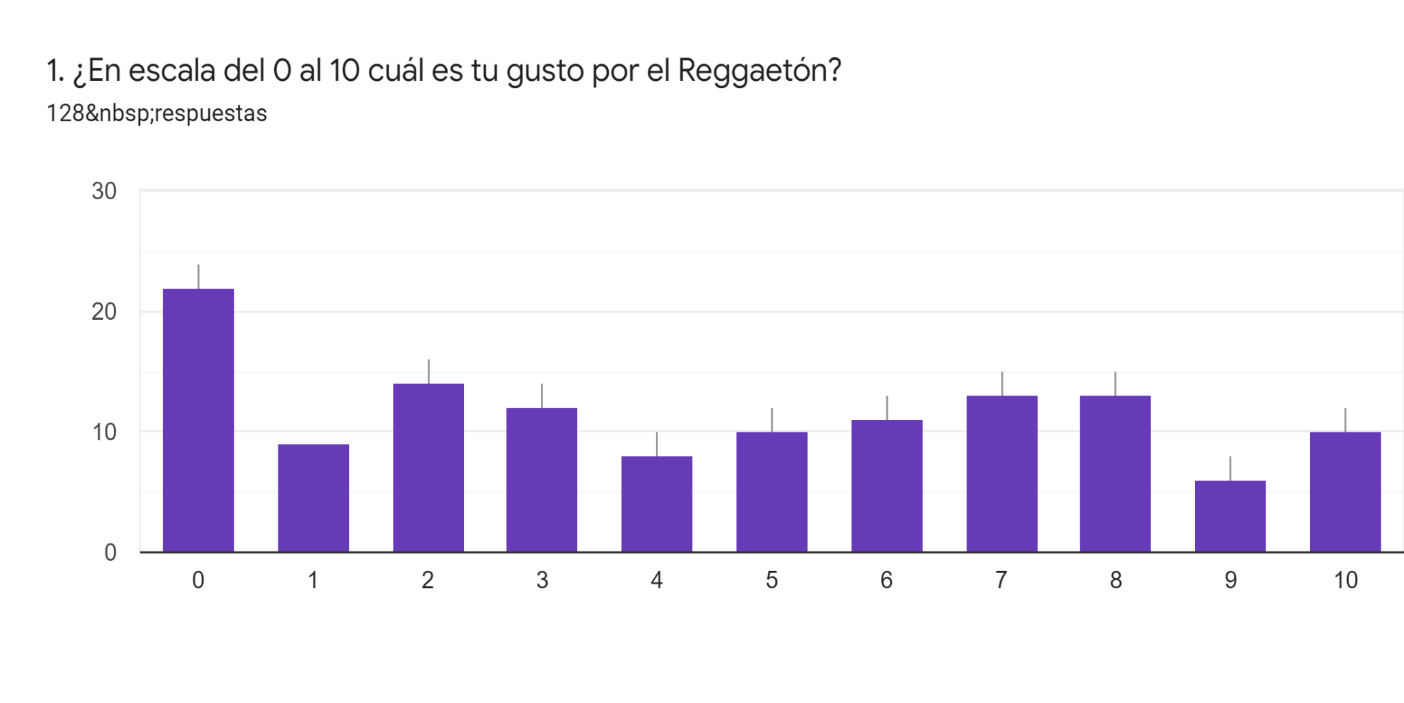 1. ¿En escala del 0 al 10 cuál es tu gusto por el Reggaetón?
128&nbsp;respuestas
30
20
10
0
0 1 2 3 4 5 6 7 8 9 10